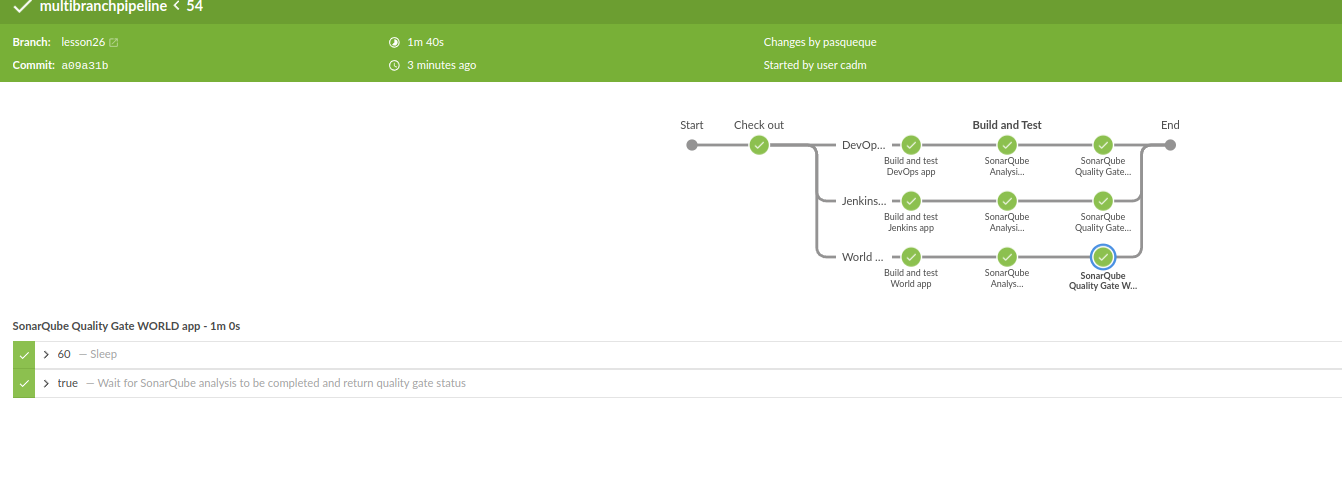 multibranchpipeline < 54
Branch: lesson26
1m 40s
Changes by pasqueque
Commit: a09a31b
3 minutes ago
Started by user cadm
Start
Check out
Build and Test
End
DevOp...
Build and test
DevOps app
SonarQube
Analysi...
SonarQube
Quality Gate...
Jenkins...
Build and test
Jenkins app
SonarQube
Analysi...
SonarQube
Quality Gate...
World ...
Build and test
World app
SonarQube
Analys...
SonarQube
Quality Gate W...
SonarQube Quality Gate WORLD app - 1m 0s
> 60 — Sleep
> true — Wait for SonarQube analysis to be completed and return quality gate status